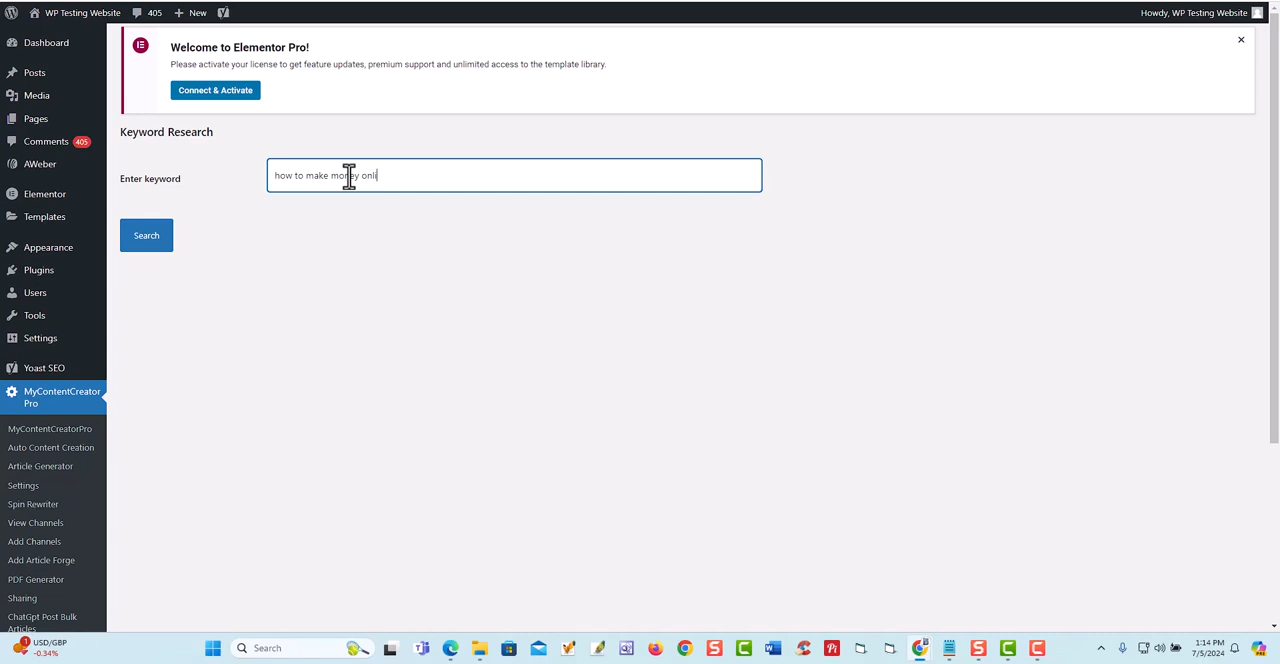 WP Testing Website
405
New
Howdy, WP Testing Website
Dashboard
Posts
Media
Pages
Comments 405
AWeber
Elementor
Templates
Appearance
Plugins
Users
Tools
Settings
Yoast SEO
MyContentCreator
Pro
MyContentCreatorPro
Auto Content Creation
Article Generator
Settings
Spin Rewriter
View Channels
Add Channels
Add Article Forge
PDF Generator
Sharing
ChatGpt Post Bulk
Articles
Welcome to Elementor Pro!
Please activate your license to get feature updates, premium support and unlimited access to the template library.
Connect & Activate
Keyword Research
Enter keyword
how to make money onli
Search
1
USD/GBP
-0.34%
Search
1:14 PM
7/5/2024